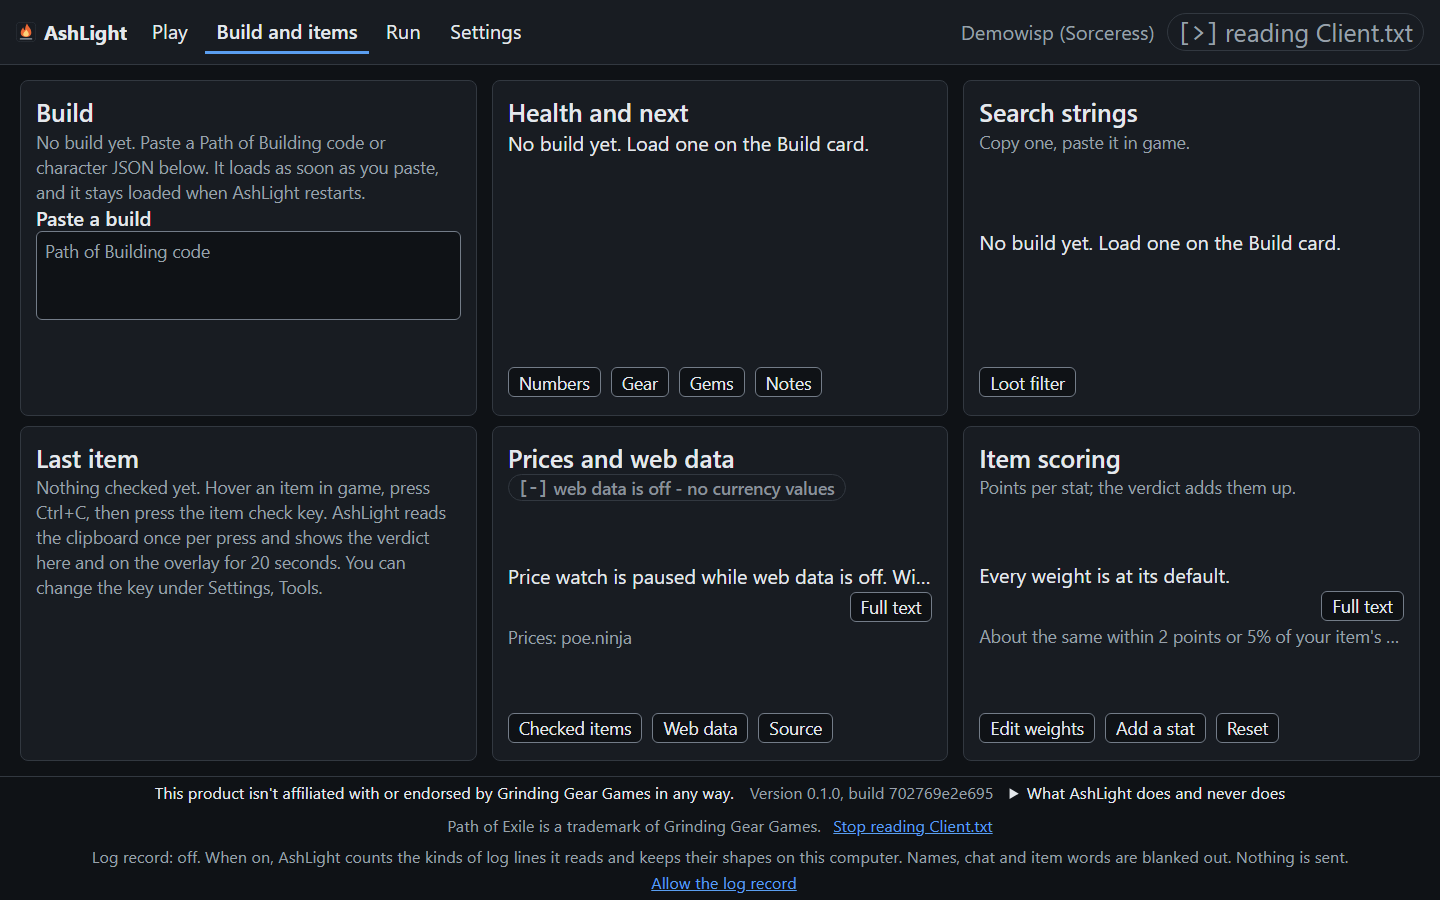 AshLight Play Build and items Run Settings Demowisp (Sorceress) [>] reading Client.txt
Build
No build yet. Paste a Path of Building code or
character JSON below. It loads as soon as you paste,
and it stays loaded when AshLight restarts.
Paste a build
Path of Building code
Health and next
No build yet. Load one on the Build card.
Numbers Gear Gems Notes
Search strings
Copy one, paste it in game.
No build yet. Load one on the Build card.
Loot filter
Last item
Nothing checked yet. Hover an item in game, press
Ctrl+C, then press the item check key. AshLight reads
the clipboard once per press and shows the verdict
here and on the overlay for 20 seconds. You can
change the key under Settings, Tools.
Prices and web data
[-] web data is off - no currency values
Price watch is paused while web data is off. Wi...
Full text
Prices: poe.ninja
Checked items Web data Source
Item scoring
Points per stat; the verdict adds them up.
Every weight is at its default.
Full text
About the same within 2 points or 5% of your item's ...
Edit weights Add a stat Reset
This product isn't affiliated with or endorsed by Grinding Gear Games in any way. Version 0.1.0, build 702769e2e695 ▶ What AshLight does and never does
Path of Exile is a trademark of Grinding Gear Games. Stop reading Client.txt
Log record: off. When on, AshLight counts the kinds of log lines it reads and keeps their shapes on this computer. Names, chat and item words are blanked out. Nothing is sent.
Allow the log record